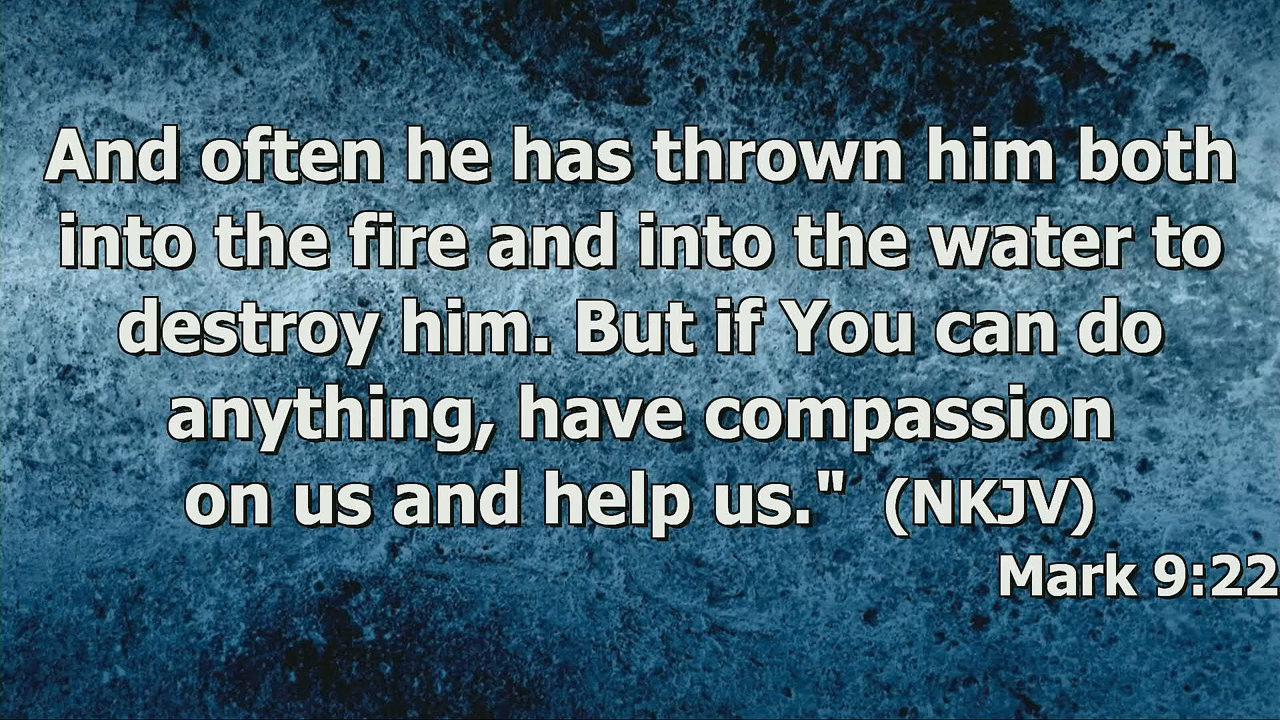 And often he has thrown him both
into the fire and into the water to
destroy him. But if You can do
anything, have compassion
on us and help us." (NKJV)
Mark 9:22